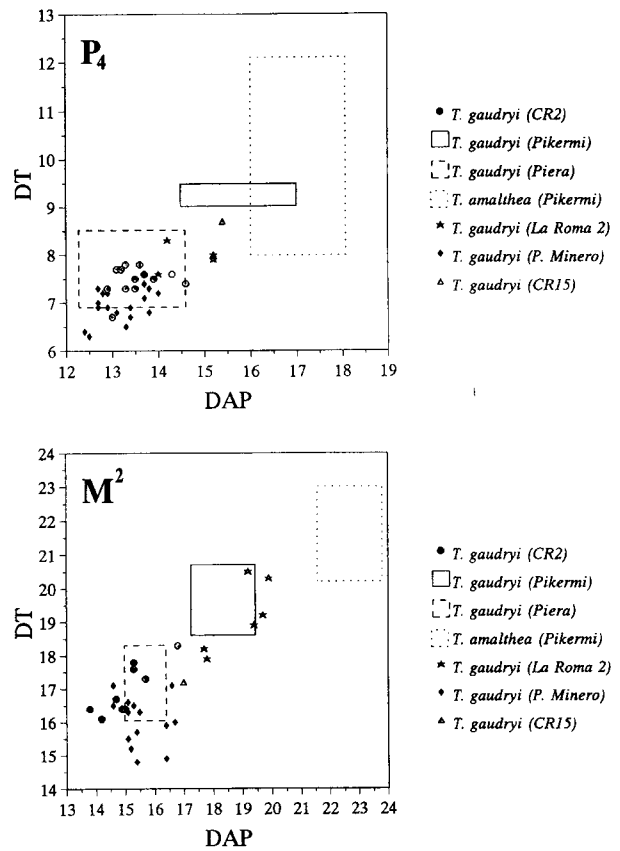 P4
13
12
11
10
9
8
7
6
DT
12 13 14 15 16 17 18 19
DAP
T. gaudryi (CR2)
T. gaudryi (Pikermi)
T. gaudryi (Piera)
T. amalthea (Pikermi)
T. gaudryi (La Roma 2)
T. gaudryi (P. Minero)
T. gaudryi (CR15)
M2
24
23
22
21
20
19
18
17
16
15
14
DT
13 14 15 16 17 18 19 20 21 22 23 24
DAP
T. gaudryi (CR2)
T. gaudryi (Pikermi)
T. gaudryi (Piera)
T. amalthea (Pikermi)
T. gaudryi (La Roma 2)
T. gaudryi (P. Minero)
T. gaudryi (CR15)